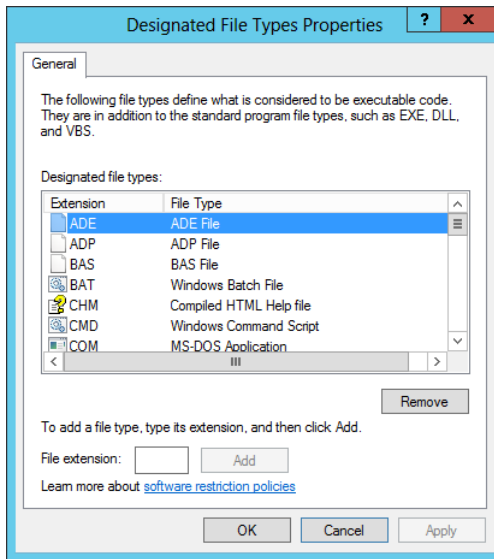 Designated File Types Properties
? x
General
The following file types define what is considered to be executable code.
They are in addition to the standard program file types, such as EXE, DLL,
and VBS.
Designated file types:
Extension File Type
ADE ADE File
ADP ADP File
BAS BAS File
BAT Windows Batch File
CHM Compiled HTML Help file
CMD Windows Command Script
COM MS-DOS Application
Remove
To add a file type, type its extension, and then click Add.
File extension: Add
Learn more about software restriction policies
OK Cancel Apply